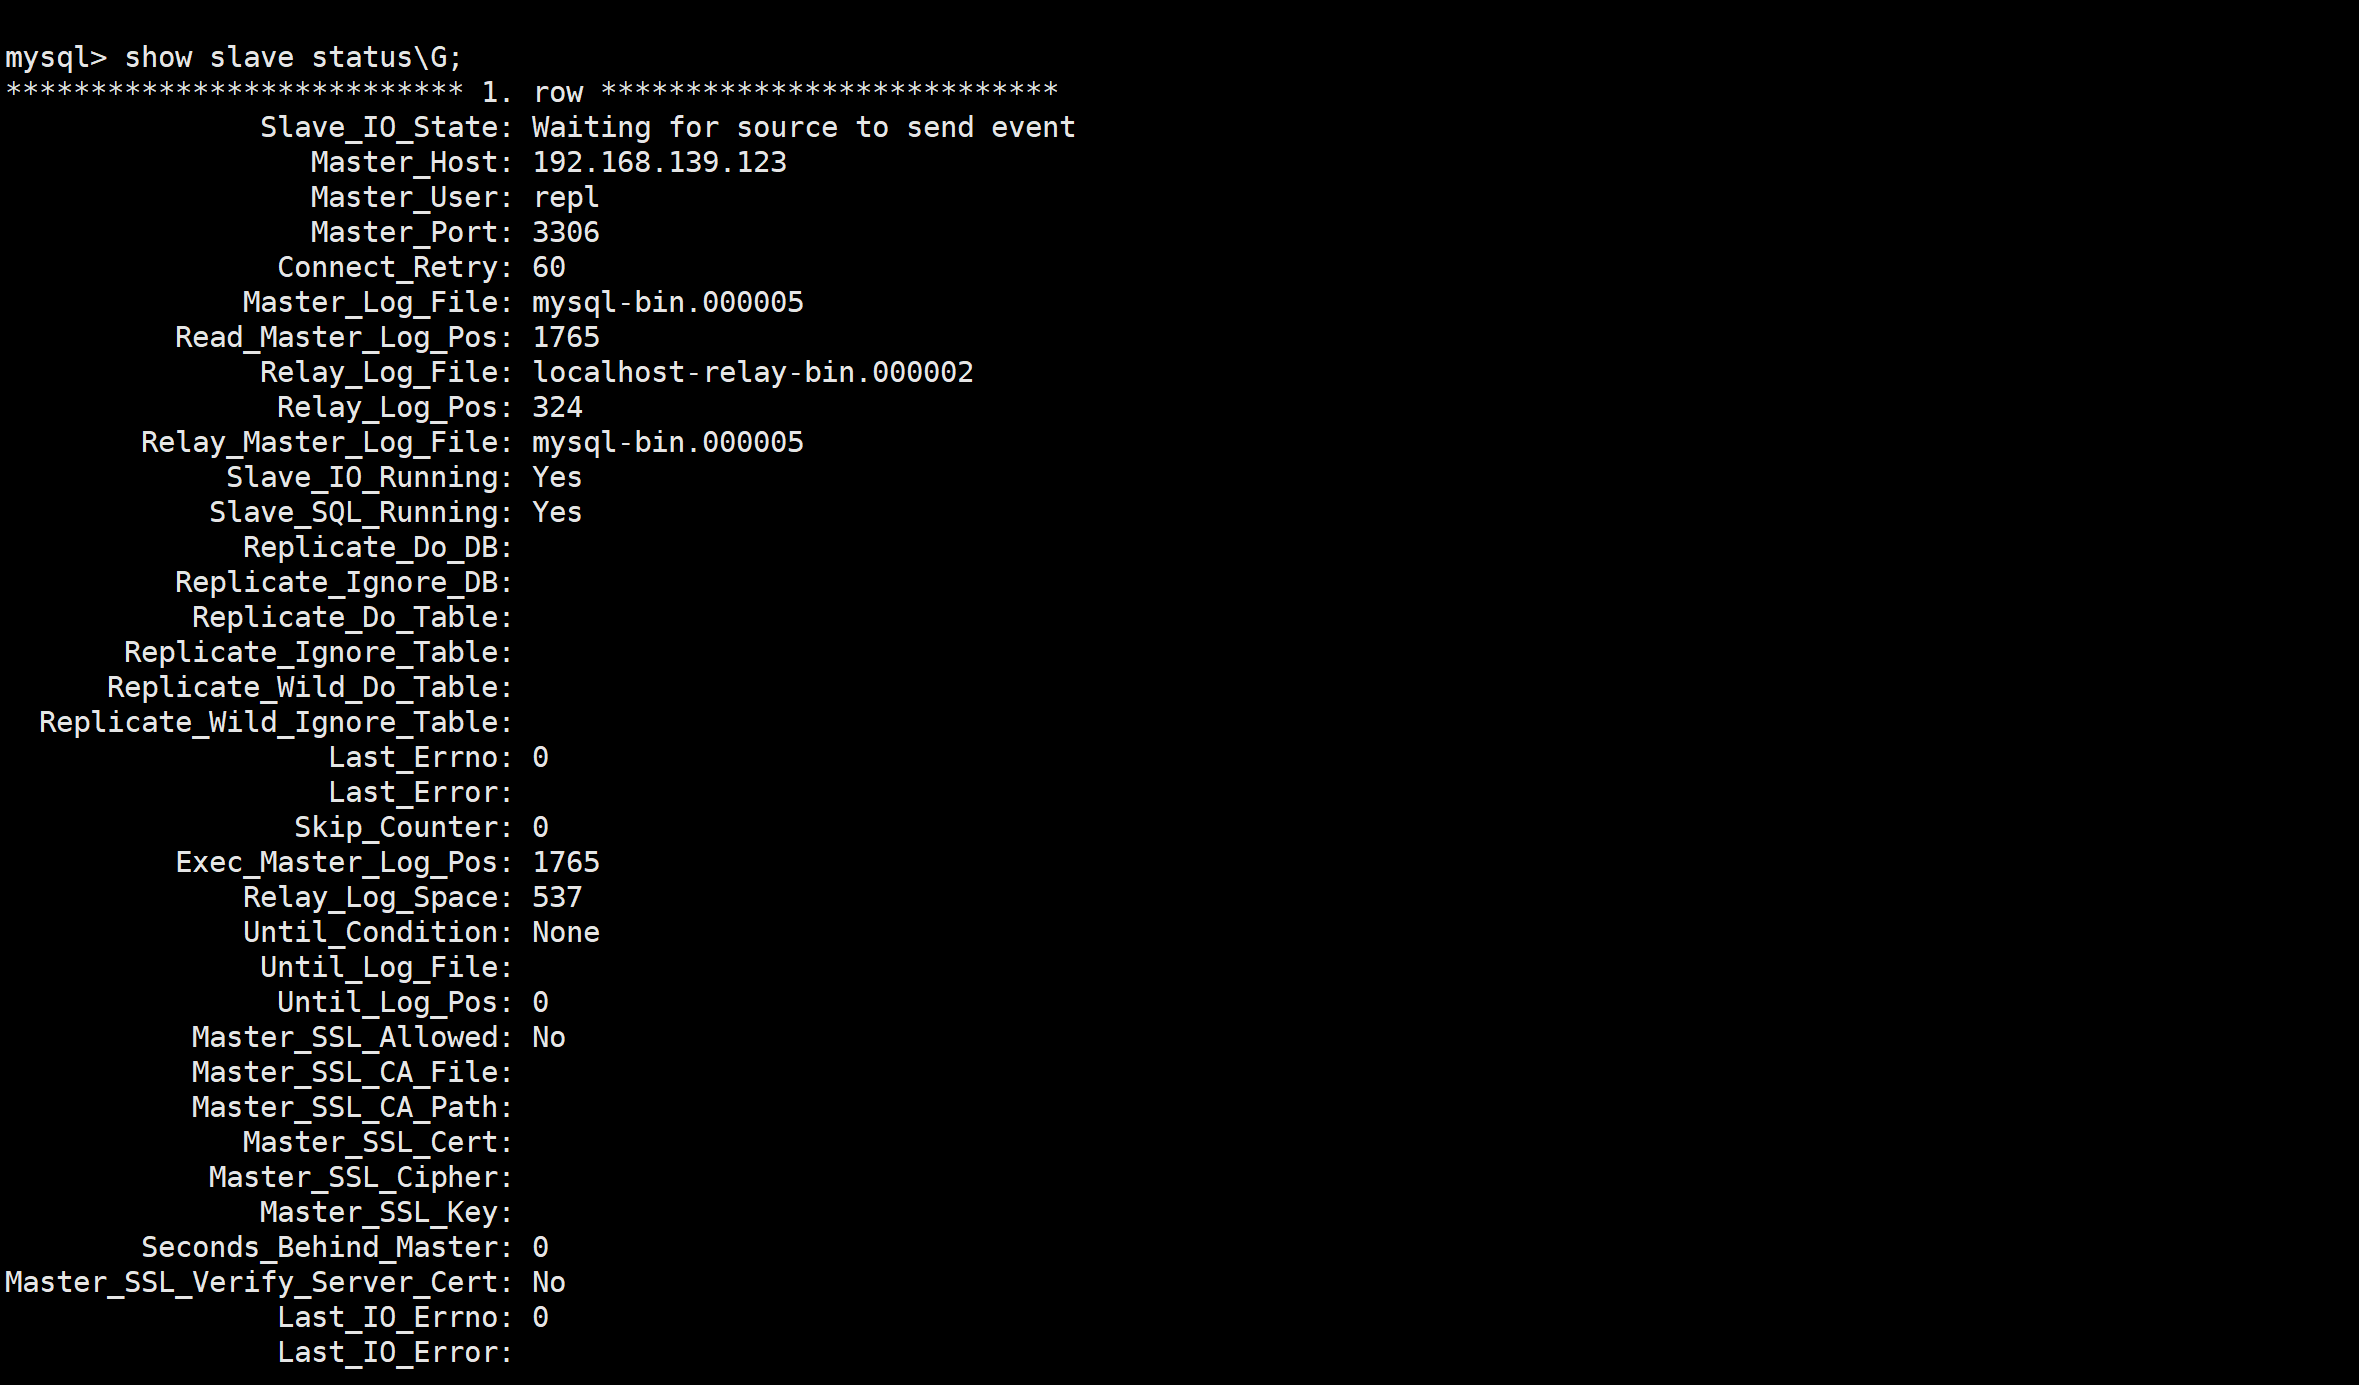 mysql> show slave status\G;
*************************** 1. row ***************************
Slave_IO_State: Waiting for source to send event
Master_Host: 192.168.139.123
Master_User: repl
Master_Port: 3306
Connect_Retry: 60
Master_Log_File: mysql-bin.000005
Read_Master_Log_Pos: 1765
Relay_Log_File: localhost-relay-bin.000002
Relay_Log_Pos: 324
Relay_Master_Log_File: mysql-bin.000005
Slave_IO_Running: Yes
Slave_SQL_Running: Yes
Replicate_Do_DB:
Replicate_Ignore_DB:
Replicate_Do_Table:
Replicate_Ignore_Table:
Replicate_Wild_Do_Table:
Replicate_Wild_Ignore_Table:
Last_Errno: 0
Last_Error:
Skip_Counter: 0
Exec_Master_Log_Pos: 1765
Relay_Log_Space: 537
Until_Condition: None
Until_Log_File:
Until_Log_Pos: 0
Master_SSL_Allowed: No
Master_SSL_CA_File:
Master_SSL_CA_Path:
Master_SSL_Cert:
Master_SSL_Cipher:
Master_SSL_Key:
Seconds_Behind_Master: 0
Master_SSL_Verify_Server_Cert: No
Last_IO_Errno: 0
Last_IO_Error: